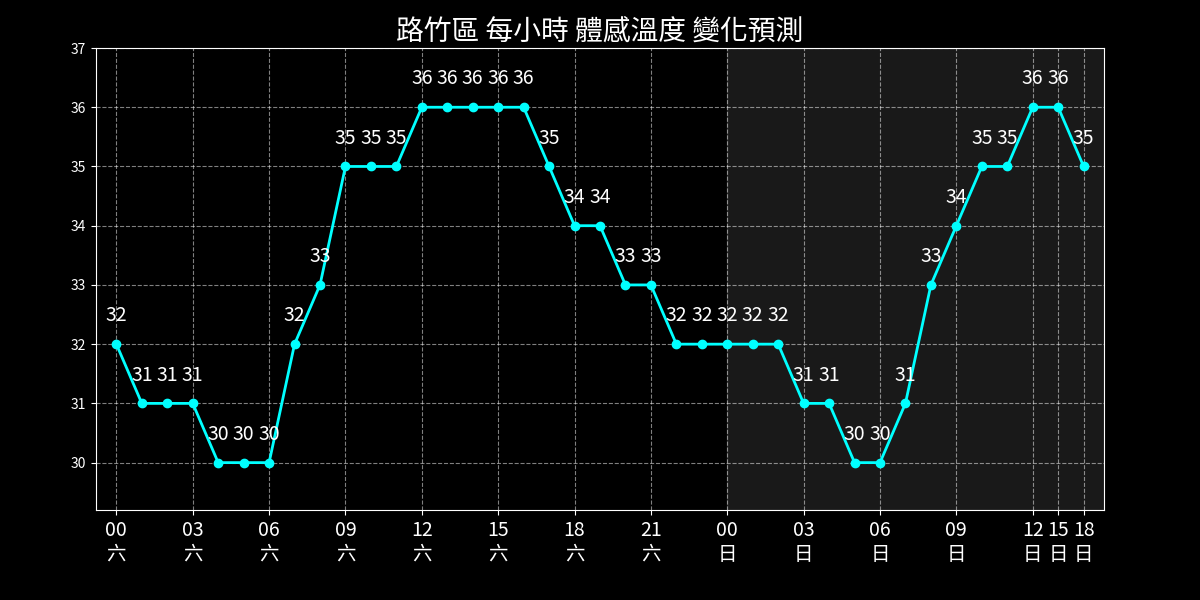 路竹區 每小時 體感溫度 變化預測
37
36 36 36 36 36 36 36
36
35 35 35 35 35 35 35
35
34 34 34
34
33 33 33 33
33
32 32 32 32 32 32 32
32
31 31 31 31 31 31
31
30 30 30 30 30
30
00 03 06 09 12 15 18 21 00 03 06 09 12 15 18
六 六 六 六 六 六 六 六 日 日 日 日 日 日 日